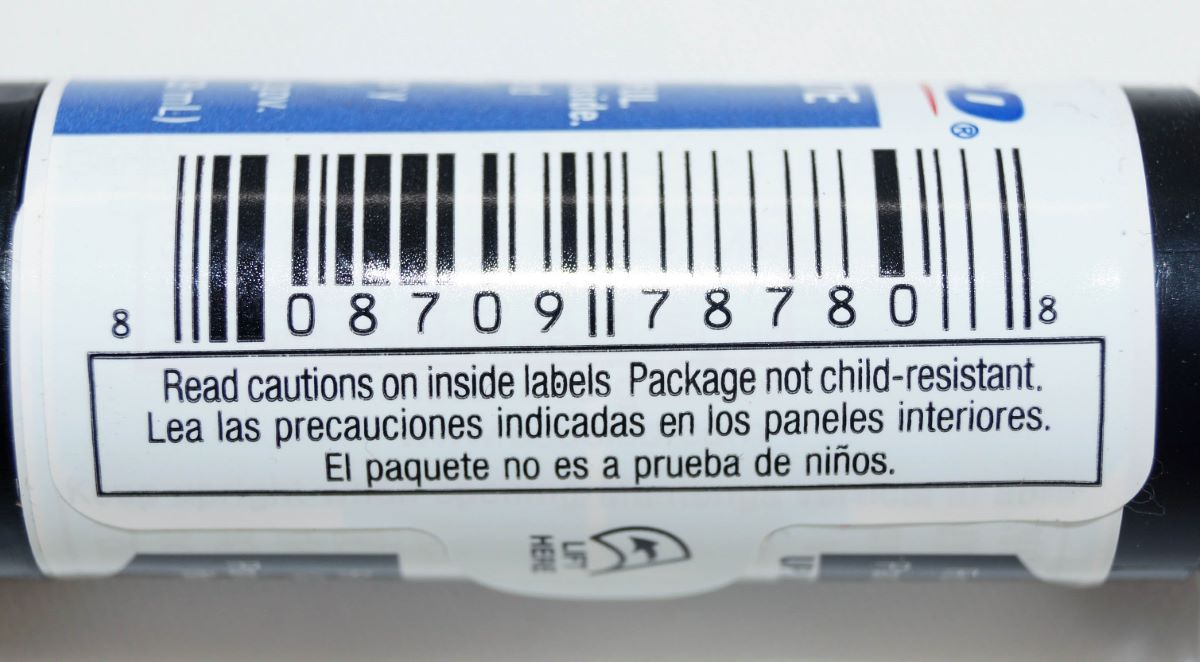 ®
8 08709 78780 8
Read cautions on inside labels Package not child-resistant.
Lea las precauciones indicadas en los paneles interiores.
El paquete no es a prueba de niños.
LIFT
HERE